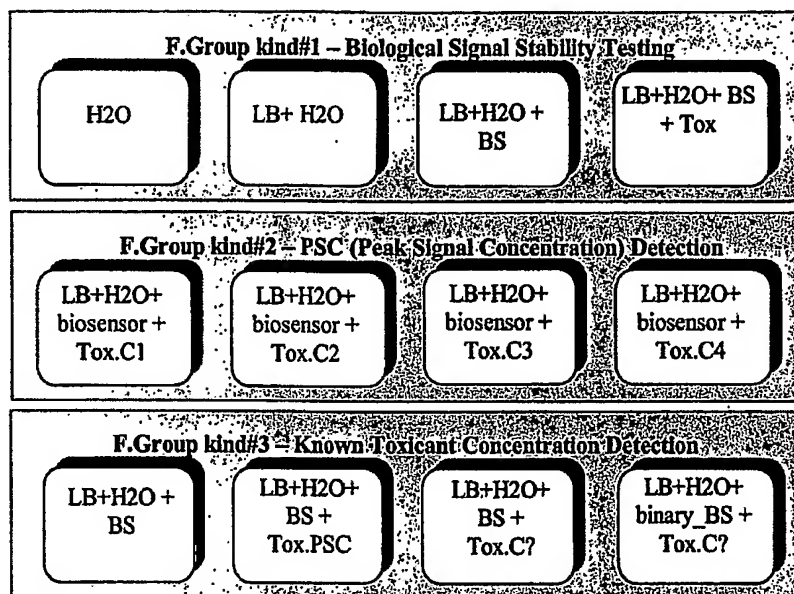 F.Group kind#1 – Biological Signal Stability Testing
H2O
LB+ H2O
LB+H2O +
BS
LB+H2O+ BS
+ Tox
F.Group kind#2 – PSC (Peak Signal Concentration) Detection
LB+H2O+
biosensor +
Tox.C1
LB+H2O+
biosensor +
Tox.C2
LB+H2O+
biosensor +
Tox.C3
LB+H2O+
biosensor +
Tox.C4
F.Group kind#3 – Known Toxicant Concentration Detection
LB+H2O +
BS
LB+H2O+
BS +
Tox.PSC
LB+H2O+
BS +
Tox.C?
LB+H2O+
binary_BS +
Tox.C?